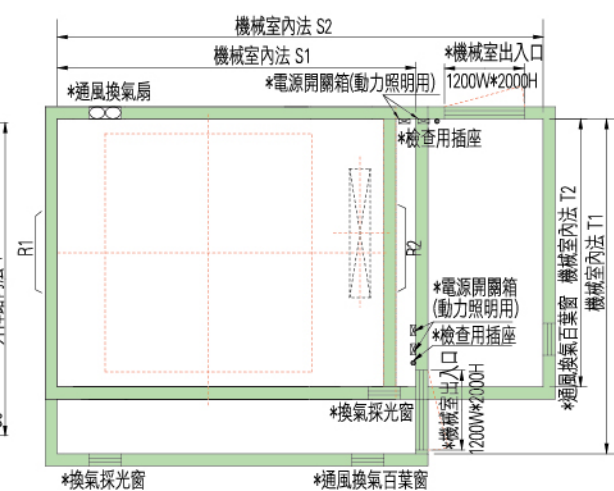 機械室內法 S2
機械室內法 S1
*機械室出入口
1200W*2000H
*通風換氣扇
*電源開關箱(動力照明用)
*檢查用插座
R1
R2
*電源開關箱
(動力照明用)
*檢查用插座
*機械室出入口
1200W*2000H
*通風換氣百葉窗
機械室內法 T2
機械室內法 T1
*換氣採光窗
*換氣採光窗
*通風換氣百葉窗